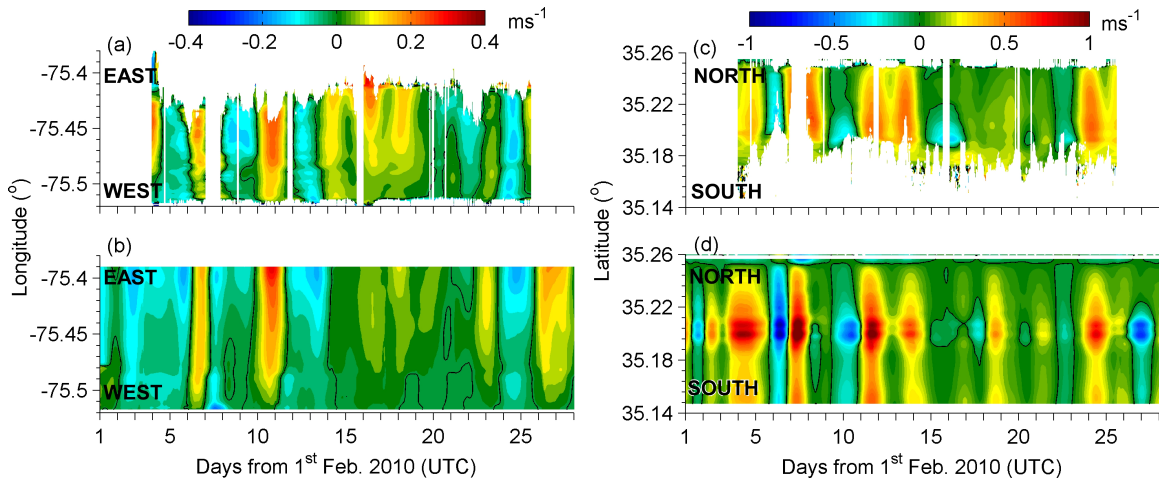 ms-1
-0.4 -0.2 0 0.2 0.4
(a)
EAST
WEST
-75.4
-75.45
-75.5
(b)
EAST
WEST
-75.4
-75.45
-75.5
Longitude (o)
1 5 10 15 20 25
Days from 1st Feb. 2010 (UTC)
ms-1
-1 -0.5 0 0.5 1
(c)
NORTH
SOUTH
35.26
35.22
35.18
35.14
(d)
NORTH
SOUTH
35.26
35.22
35.18
35.14
Latitude (o)
1 5 10 15 20 25
Days from 1st Feb. 2010 (UTC)